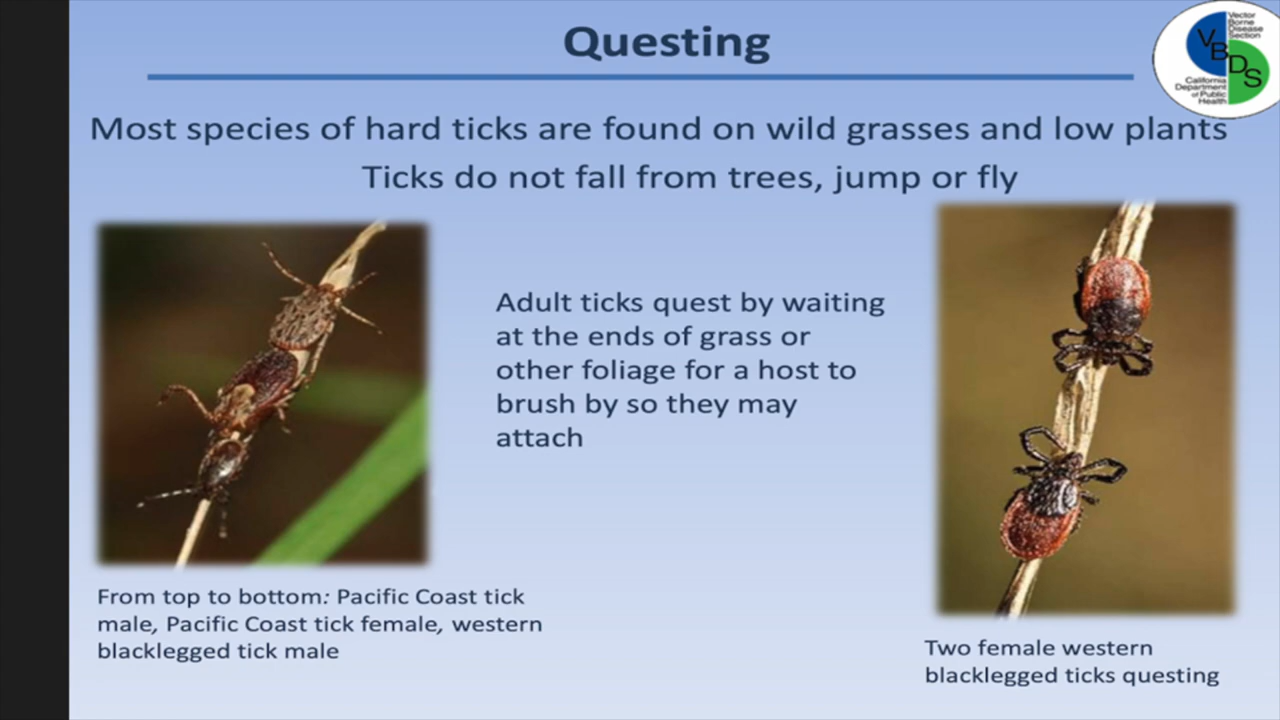 Questing
Vector
Borne
Disease
Section
VBDS
California
Department
of Public
Health
Most species of hard ticks are found on wild grasses and low plants
Ticks do not fall from trees, jump or fly
Adult ticks quest by waiting
at the ends of grass or
other foliage for a host to
brush by so they may
attach
From top to bottom: Pacific Coast tick
male, Pacific Coast tick female, western
blacklegged tick male
Two female western
blacklegged ticks questing